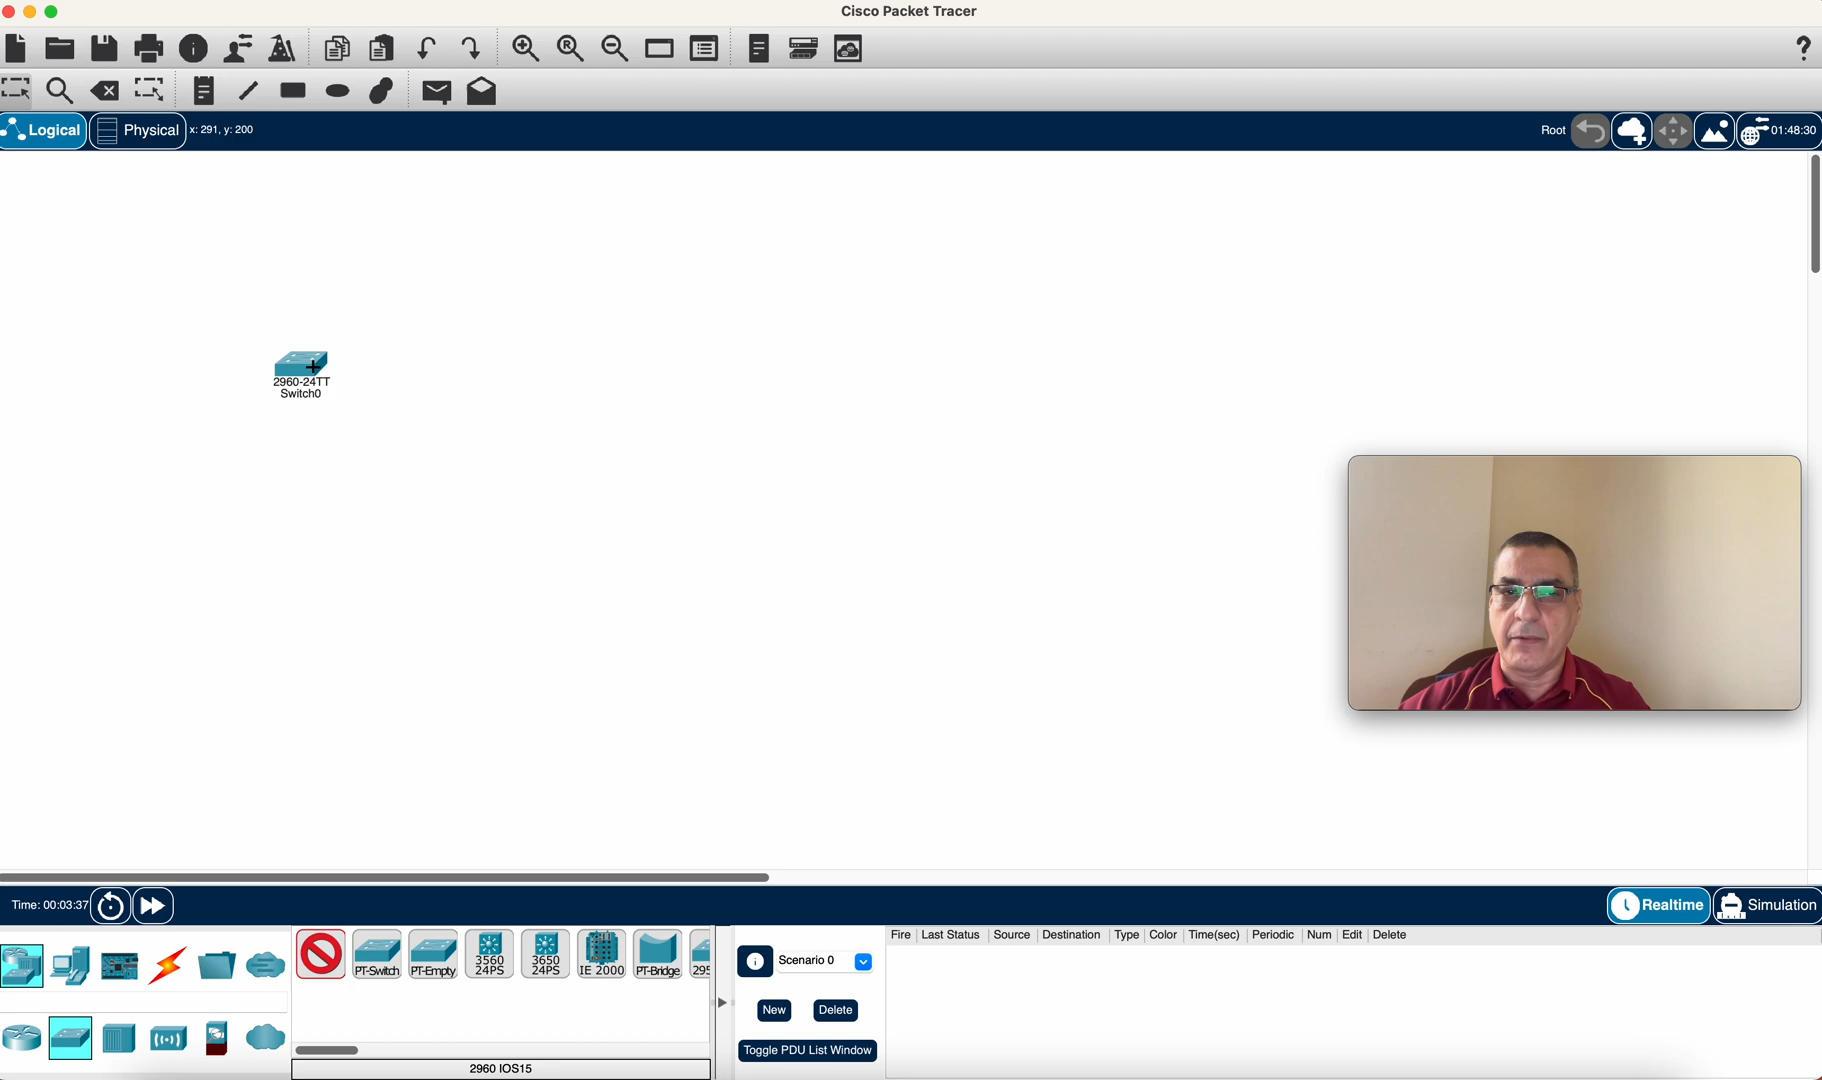 Cisco Packet Tracer
Logical
Physical
x: 291, y: 200
Root
01:48:30
2960-24TT
Switch0
Time: 00:03:37
Realtime
Simulation
PT-Switch
PT-Empty
3560
24PS
3650
24PS
IE 2000
PT-Bridge
295
2960 IOS15
Scenario 0
New
Delete
Toggle PDU List Window
Fire Last Status Source Destination Type Color Time(sec) Periodic Num Edit Delete